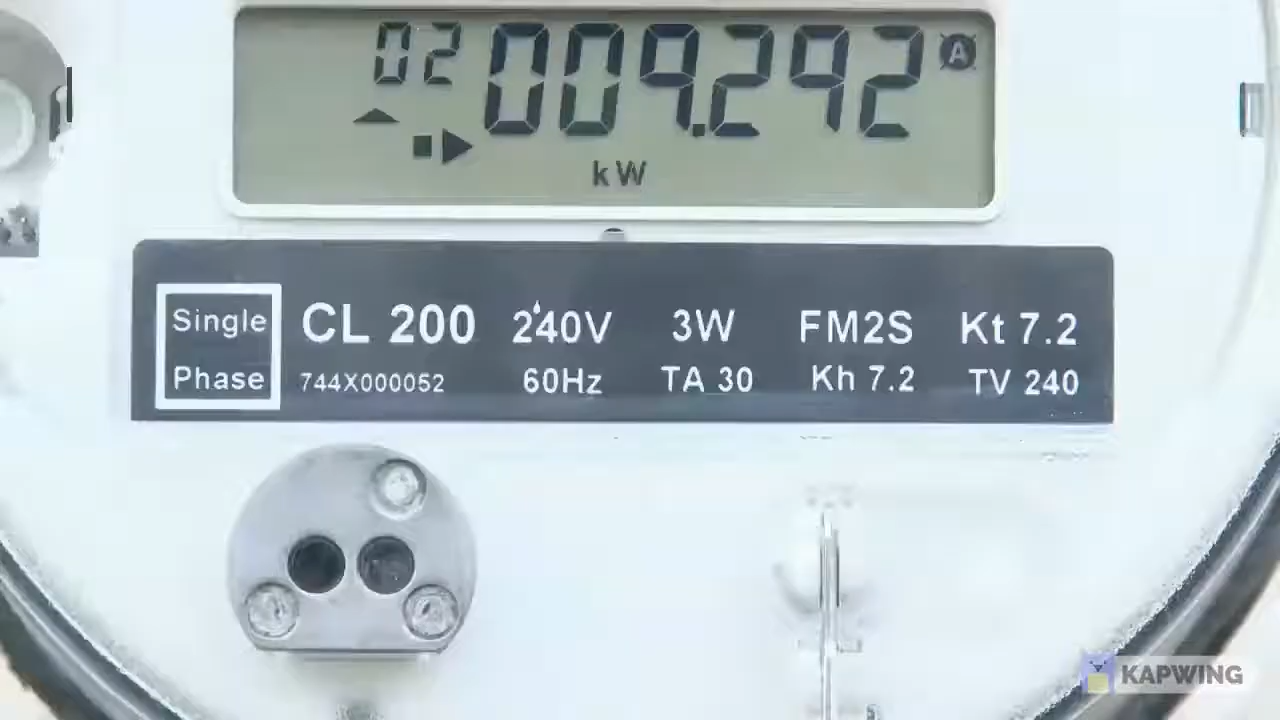 02 009.292 A
kW
Single
Phase
CL 200 240V 3W FM2S Kt 7.2
744X000052 60Hz TA 30 Kh 7.2 TV 240
KAPWING